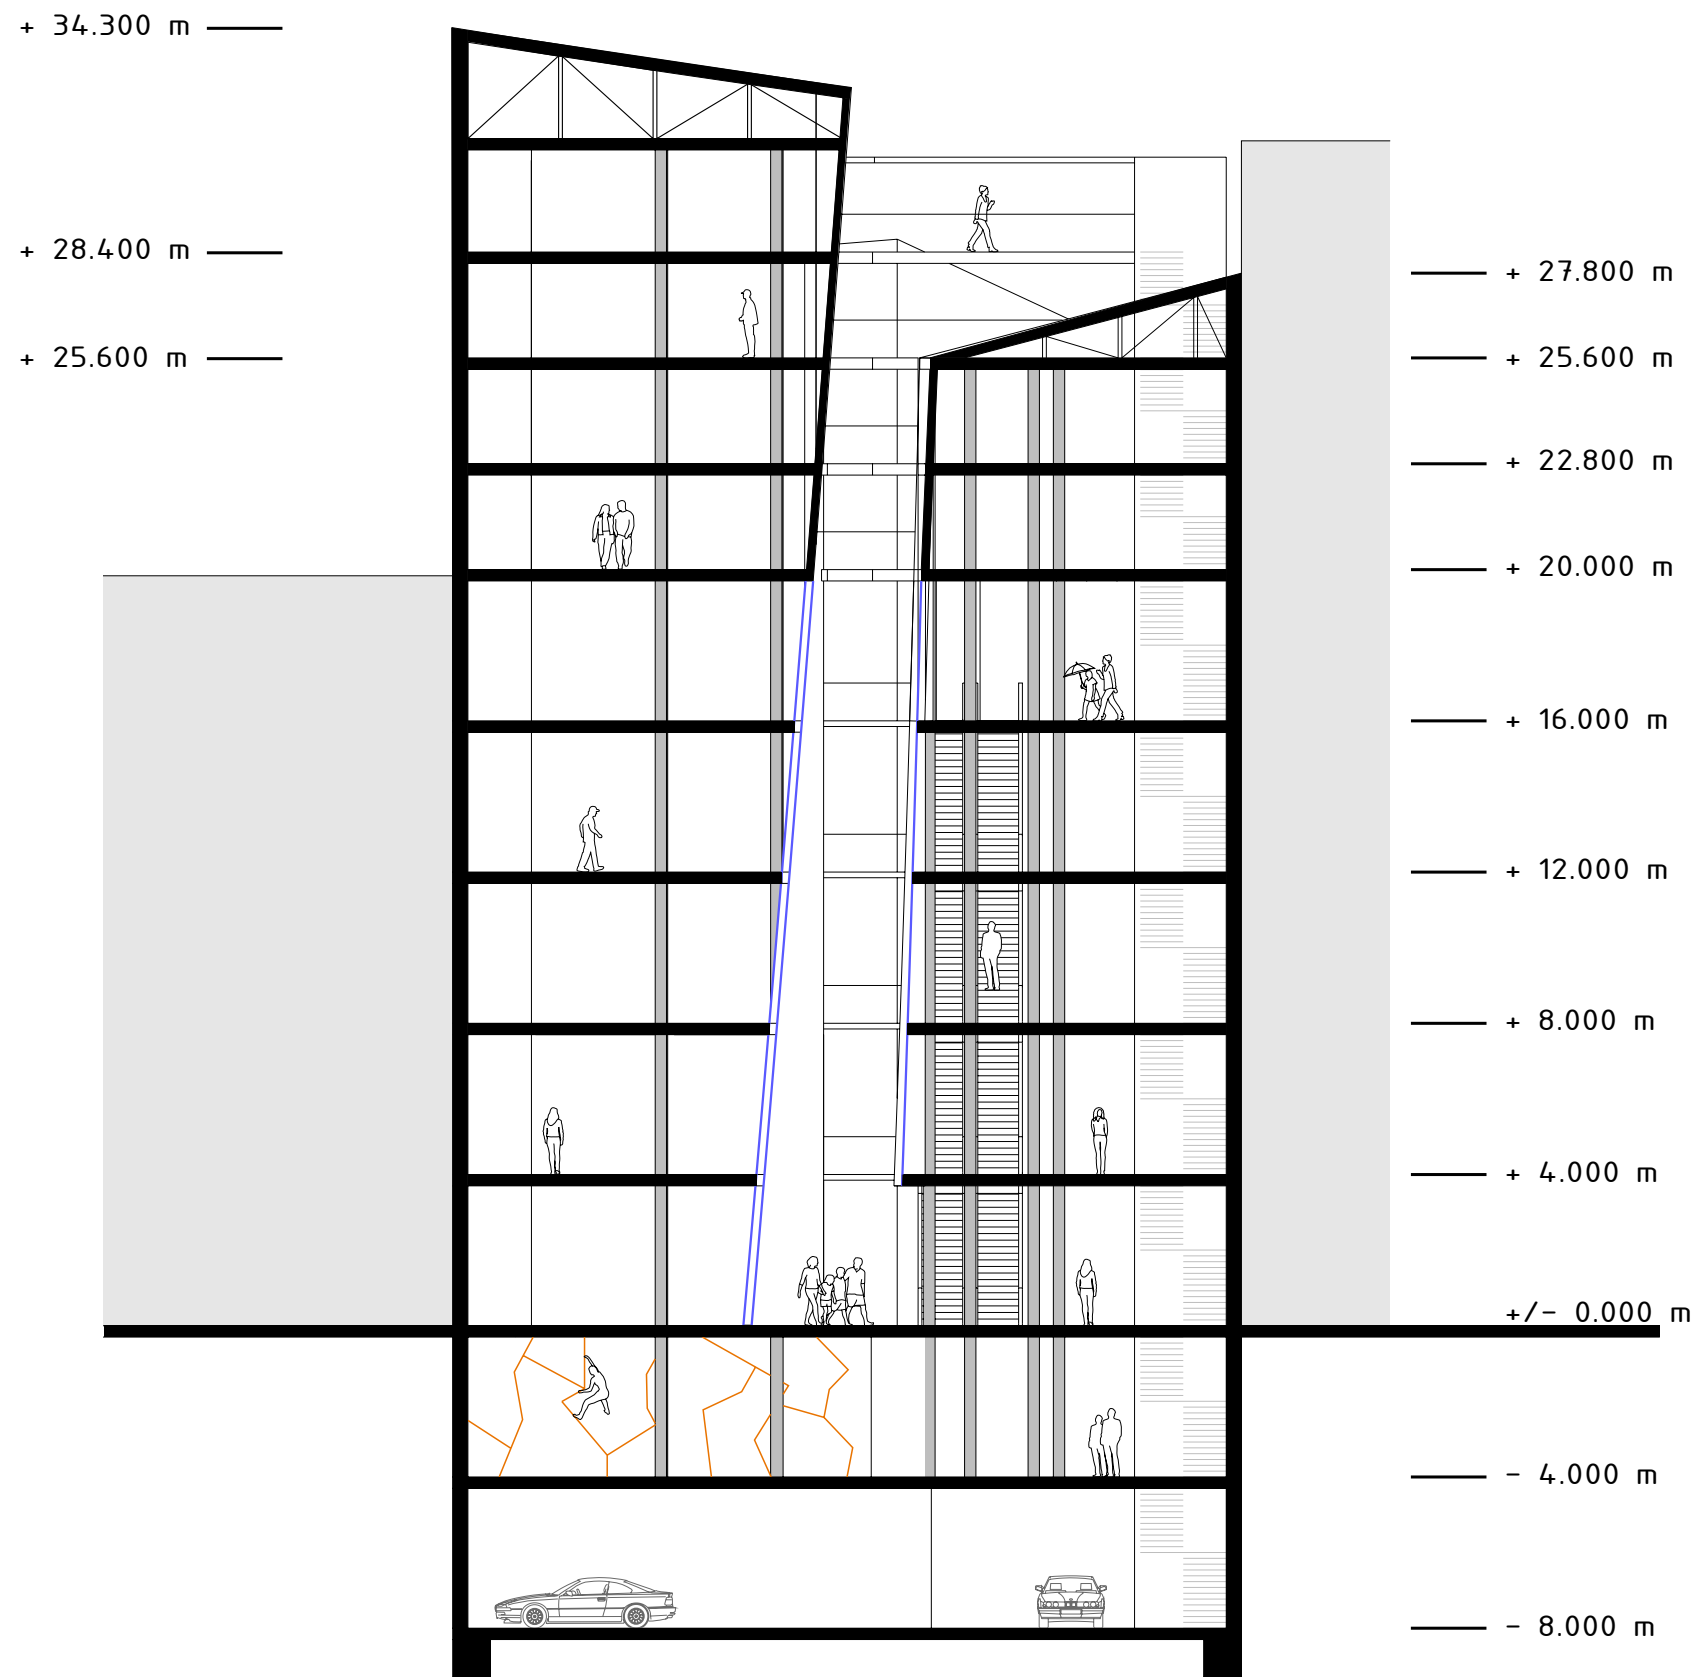 + 34.300 m
+ 28.400 m
+ 25.600 m
+ 27.800 m
+ 25.600 m
+ 22.800 m
+ 20.000 m
+ 16.000 m
+ 12.000 m
+ 8.000 m
+ 4.000 m
+/- 0.000 m
- 4.000 m
- 8.000 m